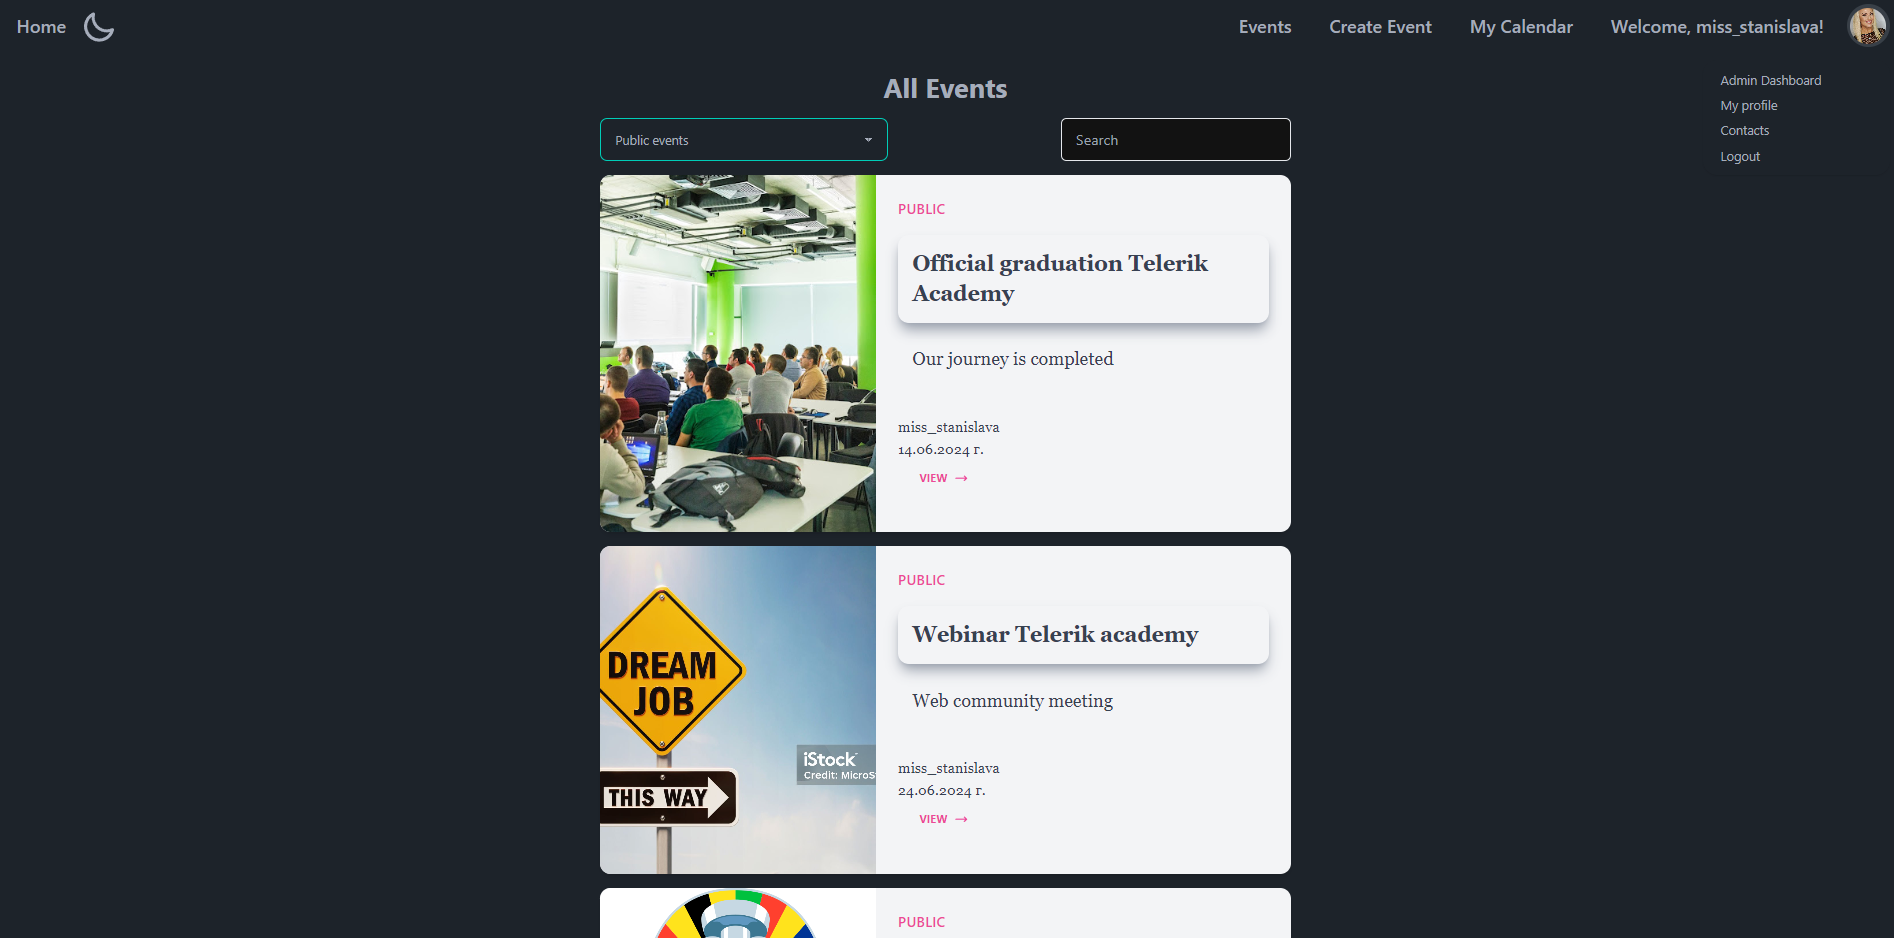 Home
Events
Create Event
My Calendar
Welcome, miss_stanislava!
Admin Dashboard
My profile
Contacts
Logout
All Events
Public events
Search
PUBLIC
Official graduation Telerik
Academy
Our journey is completed
miss_stanislava
14.06.2024 г.
VIEW →
DREAM
JOB
THIS WAY
iStock
Credit: MicroS
PUBLIC
Webinar Telerik academy
Web community meeting
miss_stanislava
24.06.2024 г.
VIEW →
PUBLIC